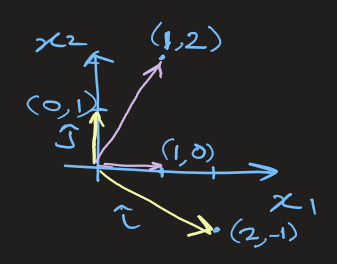 x2
(1,2)
(0,1)
ĵ
(1,0)
x1
î
(2,-1)